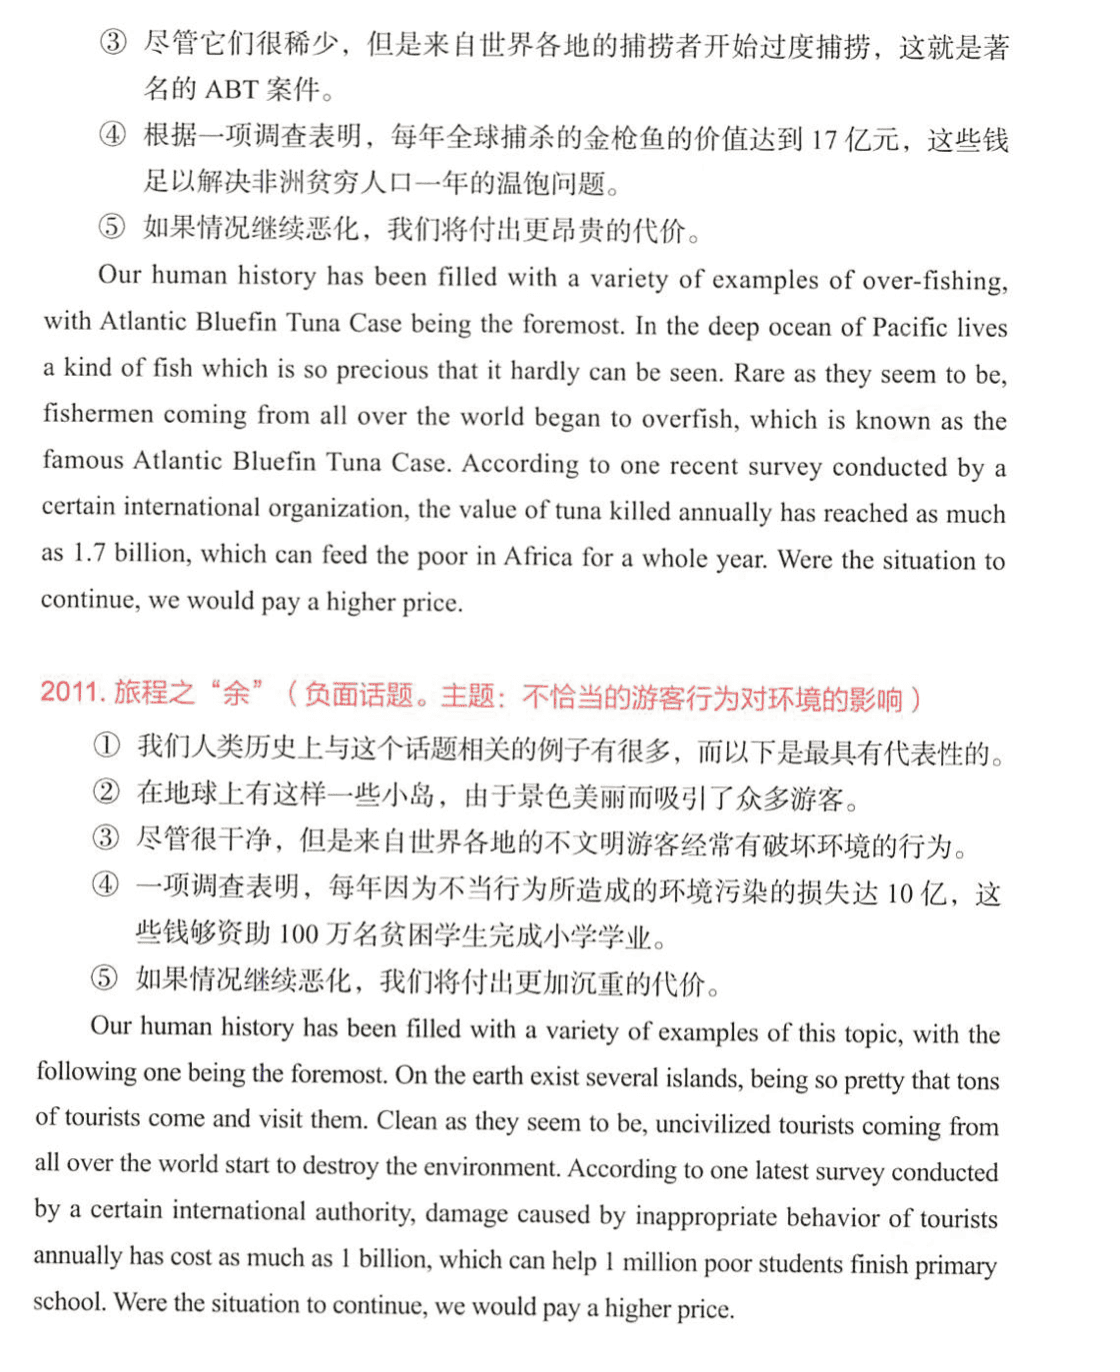 ③ 尽管它们很稀少，但是来自世界各地的捕捞者开始过度捕捞，这就是著
名的 ABT 案件。
④ 根据一项调查表明，每年全球捕杀的金枪鱼的价值达到 17 亿元，这些钱
足以解决非洲贫穷人口一年的温饱问题。
⑤ 如果情况继续恶化，我们将付出更昂贵的代价。
Our human history has been filled with a variety of examples of over-fishing,
with Atlantic Bluefin Tuna Case being the foremost. In the deep ocean of Pacific lives
a kind of fish which is so precious that it hardly can be seen. Rare as they seem to be,
fishermen coming from all over the world began to overfish, which is known as the
famous Atlantic Bluefin Tuna Case. According to one recent survey conducted by a
certain international organization, the value of tuna killed annually has reached as much
as 1.7 billion, which can feed the poor in Africa for a whole year. Were the situation to
continue, we would pay a higher price.
2011. 旅程之“余”（负面话题。主题：不恰当的游客行为对环境的影响）
① 我们人类历史上与这个话题相关的例子有很多，而以下是最具有代表性的。
② 在地球上有这样一些小岛，由于景色美丽而吸引了众多游客。
③ 尽管很干净，但是来自世界各地的不文明游客经常有破坏环境的行为。
④ 一项调查表明，每年因为不当行为所造成的环境污染的损失达 10 亿，这
些钱够资助 100 万名贫困学生完成小学学业。
⑤ 如果情况继续恶化，我们将付出更加沉重的代价。
Our human history has been filled with a variety of examples of this topic, with the
following one being the foremost. On the earth exist several islands, being so pretty that tons
of tourists come and visit them. Clean as they seem to be, uncivilized tourists coming from
all over the world start to destroy the environment. According to one latest survey conducted
by a certain international authority, damage caused by inappropriate behavior of tourists
annually has cost as much as 1 billion, which can help 1 million poor students finish primary
school. Were the situation to continue, we would pay a higher price.